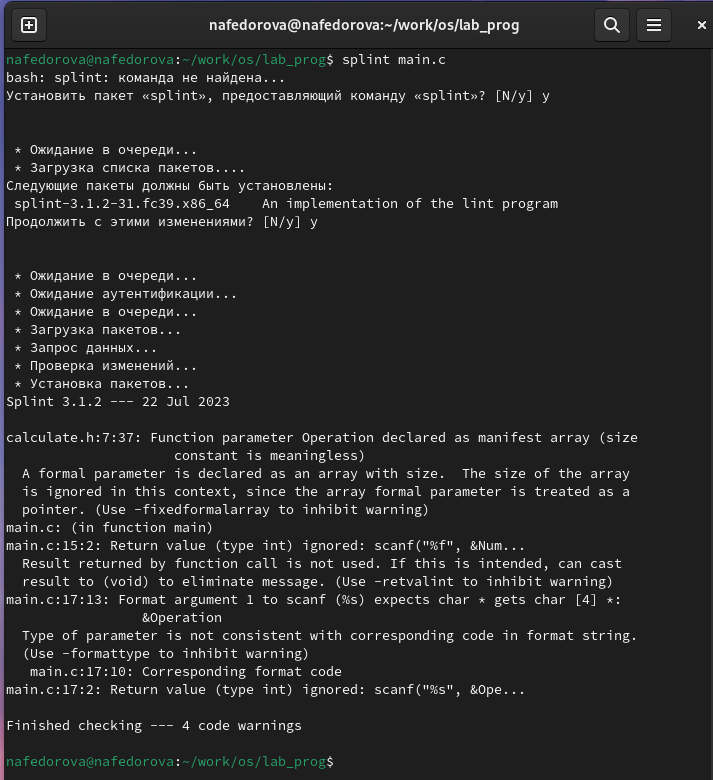 nafedorova@nafedorova:~/work/os/lab_prog
nafedorova@nafedorova:~/work/os/lab_prog$ splint main.c
bash: splint: команда не найдена...
Установить пакет «splint», предоставляющий команду «splint»? [N/y] y
* Ожидание в очереди...
* Загрузка списка пакетов....
Следующие пакеты должны быть установлены:
splint-3.1.2-31.fc39.x86_64    An implementation of the lint program
Продолжить с этими изменениями? [N/y] y
* Ожидание в очереди...
* Ожидание аутентификации...
* Ожидание в очереди...
* Загрузка пакетов...
* Запрос данных...
* Проверка изменений...
* Установка пакетов...
Splint 3.1.2 --- 22 Jul 2023
calculate.h:7:37: Function parameter Operation declared as manifest array (size
constant is meaningless)
A formal parameter is declared as an array with size.  The size of the array
is ignored in this context, since the array formal parameter is treated as a
pointer. (Use -fixedformalarray to inhibit warning)
main.c: (in function main)
main.c:15:2: Return value (type int) ignored: scanf("%f", &Num...
Result returned by function call is not used. If this is intended, can cast
result to (void) to eliminate message. (Use -retvalint to inhibit warning)
main.c:17:13: Format argument 1 to scanf (%s) expects char * gets char [4] *:
&Operation
Type of parameter is not consistent with corresponding code in format string.
(Use -formattype to inhibit warning)
main.c:17:10: Corresponding format code
main.c:17:2: Return value (type int) ignored: scanf("%s", &Ope...
Finished checking --- 4 code warnings
nafedorova@nafedorova:~/work/os/lab_prog$